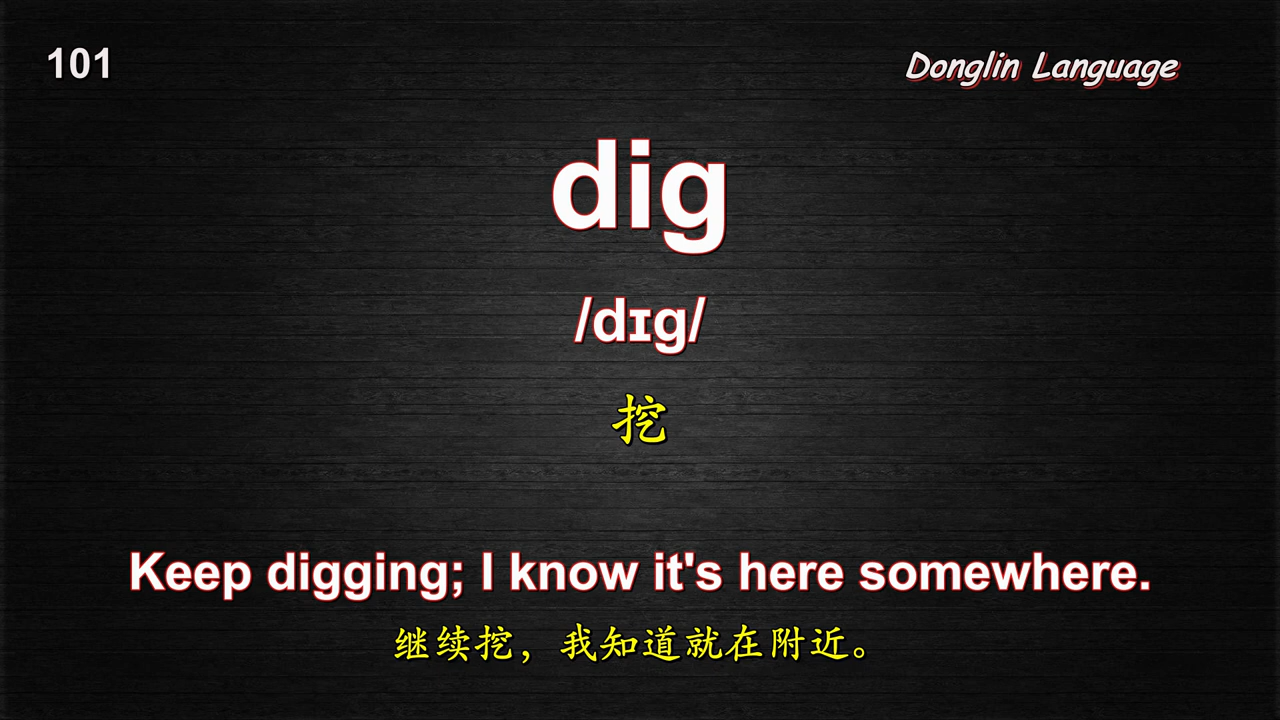 101
Donglin Language
dig
/dɪg/
挖
Keep digging; I know it's here somewhere.
继续挖，我知道就在附近。